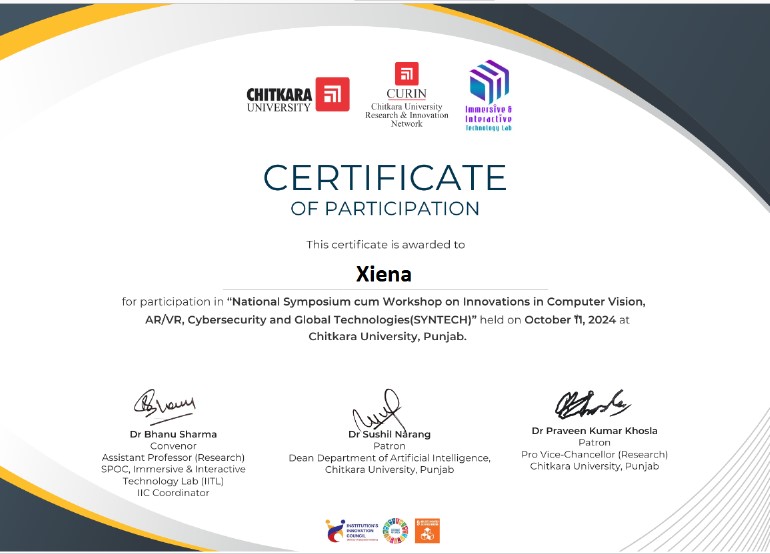 CHITKARA
UNIVERSITY
CURIN
Chitkara University
Research & Innovation
Network
Immersive &
Interactive
Technology Lab
CERTIFICATE
OF PARTICIPATION
This certificate is awarded to
Xiena
for participation in “National Symposium cum Workshop on Innovations in Computer Vision,
AR/VR, Cybersecurity and Global Technologies(SYNTECH)” held on October 11, 2024 at
Chitkara University, Punjab.
Dr Bhanu Sharma
Convenor
Assistant Professor (Research)
SPOC, Immersive & Interactive
Technology Lab (IITL)
IIC Coordinator
Dr Sushil Narang
Patron
Dean Department of Artificial Intelligence,
Chitkara University, Punjab
Dr Praveen Kumar Khosla
Patron
Pro Vice-Chancellor (Research)
Chitkara University, Punjab
INSTITUTION'S
INNOVATION
COUNCIL